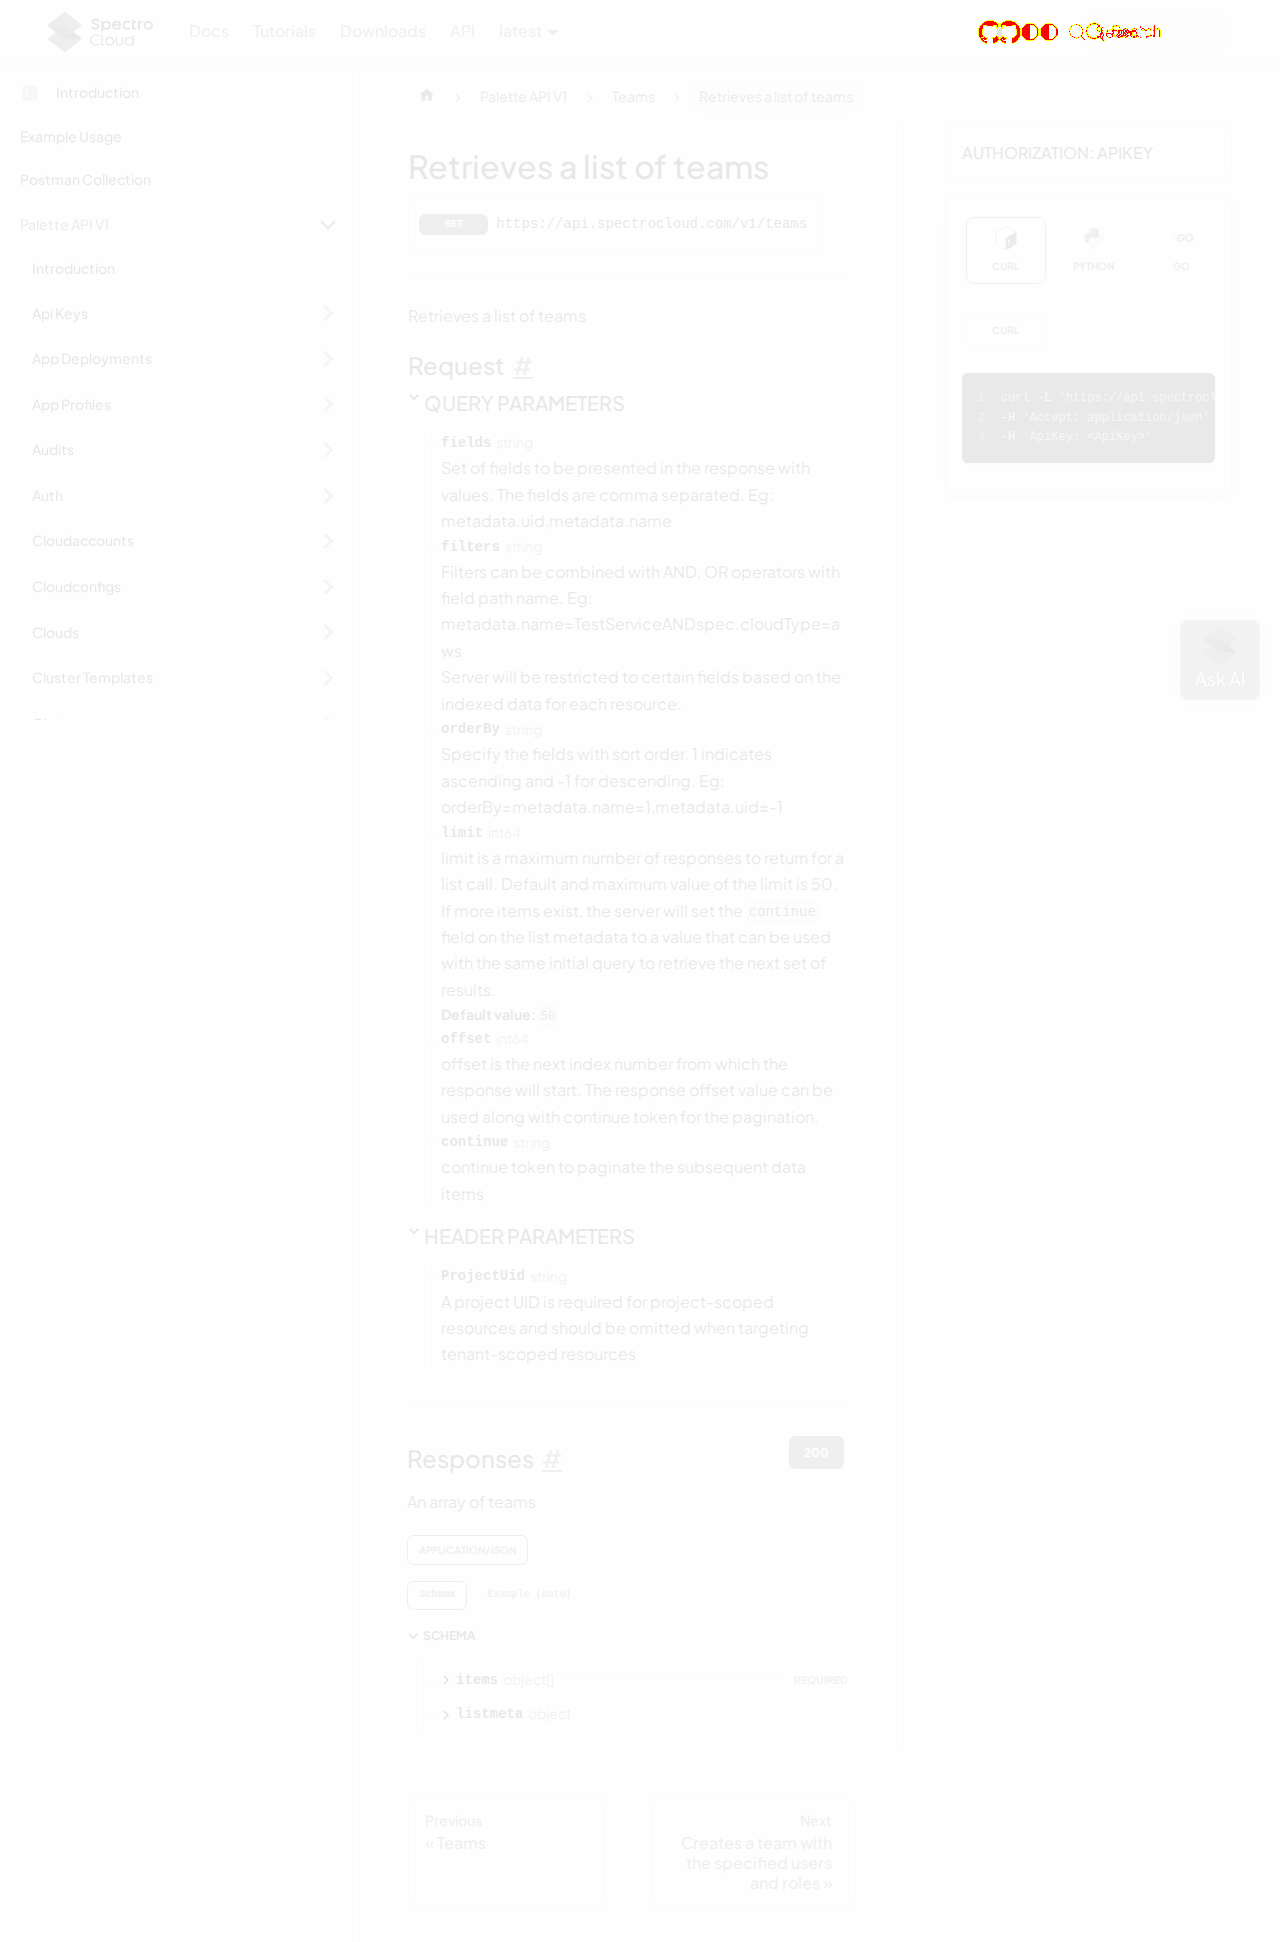 Spectro
Cloud
Docs
Tutorials
Downloads
API
latest
Introduction
Example Usage
Postman Collection
Palette API V1
Introduction
Api Keys
App Deployments
App Profiles
Audits
Auth
Cloudaccounts
Cloudconfigs
Clouds
Cluster Templates
Palette API V1
Teams
Retrieves a list of teams
Retrieves a list of teams
GET https://api.spectrocloud.com/v1/teams
Retrieves a list of teams
Request #
QUERY PARAMETERS
fields string
Set of fields to be presented in the response with
values. The fields are comma separated. Eg:
metadata.uid,metadata.name
filters string
Filters can be combined with AND, OR operators with
field path name. Eg:
metadata.name=TestServiceANDspec.cloudType=a
ws
Server will be restricted to certain fields based on the
indexed data for each resource.
orderBy string
Specify the fields with sort order. 1 indicates
ascending and -1 for descending. Eg:
orderBy=metadata.name=1,metadata.uid=-1
limit int64
limit is a maximum number of responses to return for a
list call. Default and maximum value of the limit is 50.
If more items exist, the server will set the continue
field on the list metadata to a value that can be used
with the same initial query to retrieve the next set of
results.
Default value: 50
offset int64
offset is the next index number from which the
response will start. The response offset value can be
used along with continue token for the pagination.
continue string
continue token to paginate the subsequent data
items
HEADER PARAMETERS
ProjectUid string
A project UID is required for project-scoped
resources and should be omitted when targeting
tenant-scoped resources
Responses #
200
An array of teams
APPLICATION/JSON
Schema
Example (auto)
SCHEMA
items object[] REQUIRED
listmeta object
Previous
« Teams
Next
Creates a team with
the specified users
and roles »
AUTHORIZATION: APIKEY
CURL
PYTHON
GO
GO
CURL
1 curl -L 'https://api.spectrocl
2 -H 'Accept: application/json'
3 -H 'ApiKey: <ApiKey>'
Ask AI